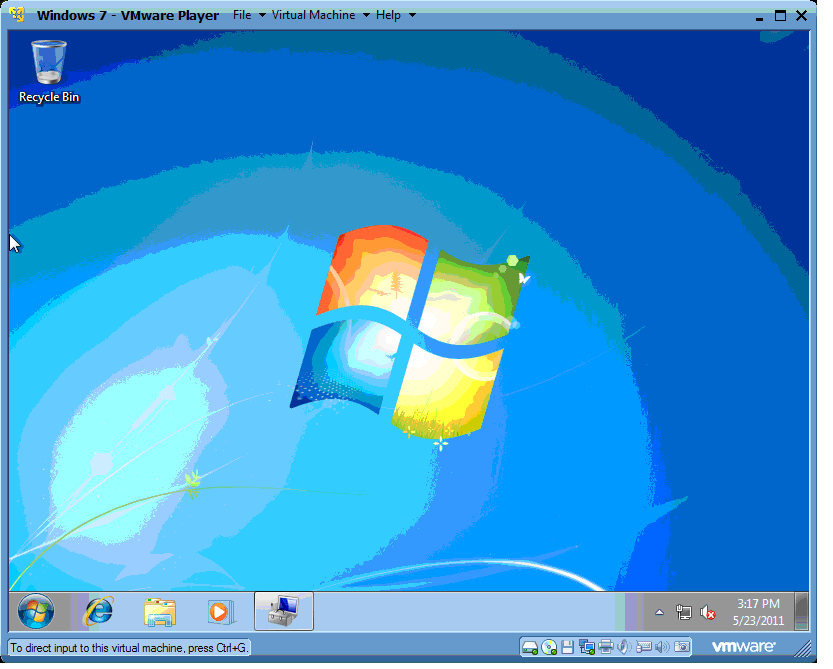 Windows 7 - VMware Player File Virtual Machine Help
Recycle Bin
3:17 PM
5/23/2011
To direct input to this virtual machine, press Ctrl+G.
vmware